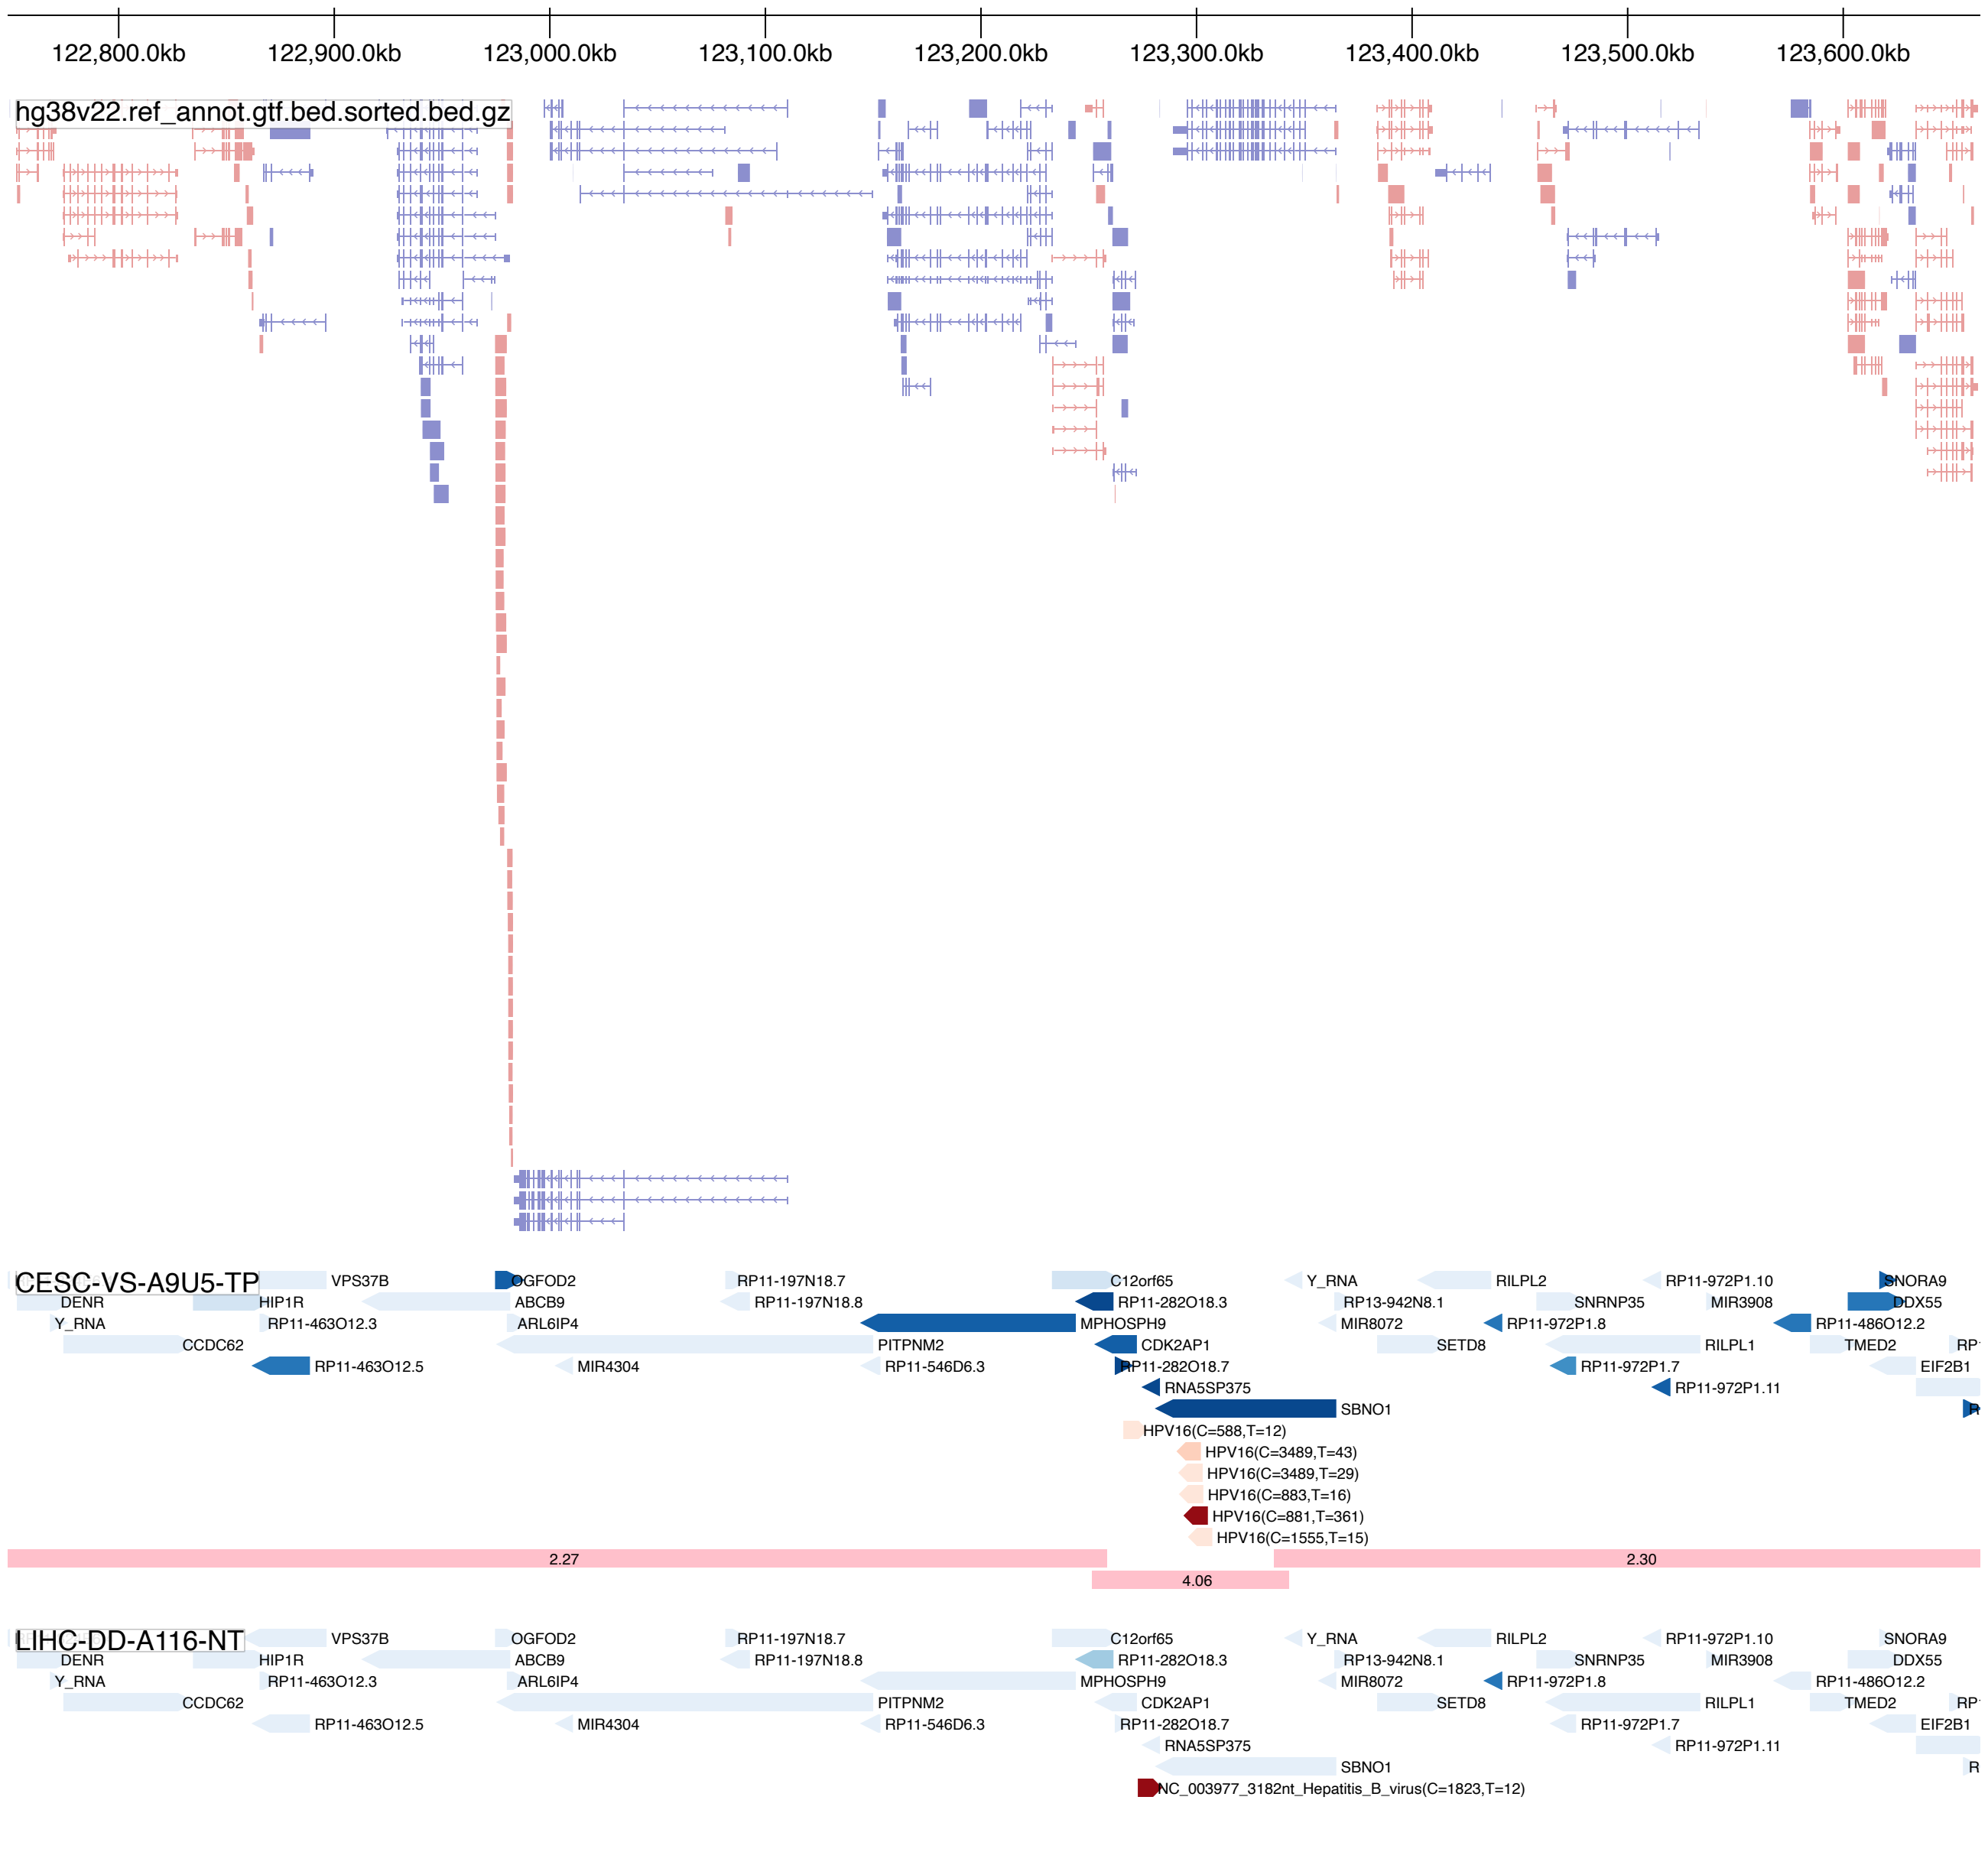 122,800.0kb 122,900.0kb 123,000.0kb 123,100.0kb 123,200.0kb 123,300.0kb 123,400.0kb 123,500.0kb 123,600.0kb
hg38v22.ref_annot.gtf.bed.sorted.bed.gz
CESC-VS-A9U5-TP VPS37B OGFOD2 RP11-197N18.7 C12orf65 Y_RNA RILPL2 RP11-972P1.10 SNORA9
DENR HIP1R ABCB9 RP11-197N18.8 RP11-282O18.3 RP13-942N8.1 SNRNP35 MIR3908 DDX55
Y_RNA RP11-463O12.3 ARL6IP4 MPHOSPH9 MIR8072 RP11-972P1.8 RP11-486O12.2
CCDC62 PITPNM2 CDK2AP1 SETD8 RILPL1 TMED2 RP
RP11-463O12.5 MIR4304 RP11-546D6.3 RP11-282O18.7 RP11-972P1.7 EIF2B1
RNA5SP375 RP11-972P1.11
SBNO1 R
HPV16(C=588,T=12)
HPV16(C=3489,T=43)
HPV16(C=3489,T=29)
HPV16(C=883,T=16)
HPV16(C=881,T=361)
HPV16(C=1555,T=15)
2.27 2.30
4.06
LIHC-DD-A116-NT VPS37B OGFOD2 RP11-197N18.7 C12orf65 Y_RNA RILPL2 RP11-972P1.10 SNORA9
DENR HIP1R ABCB9 RP11-197N18.8 RP11-282O18.3 RP13-942N8.1 SNRNP35 MIR3908 DDX55
Y_RNA RP11-463O12.3 ARL6IP4 MPHOSPH9 MIR8072 RP11-972P1.8 RP11-486O12.2
CCDC62 PITPNM2 CDK2AP1 SETD8 RILPL1 TMED2 RP
RP11-463O12.5 MIR4304 RP11-546D6.3 RP11-282O18.7 RP11-972P1.7 EIF2B1
RNA5SP375 RP11-972P1.11
SBNO1 R
NC_003977_3182nt_Hepatitis_B_virus(C=1823,T=12)